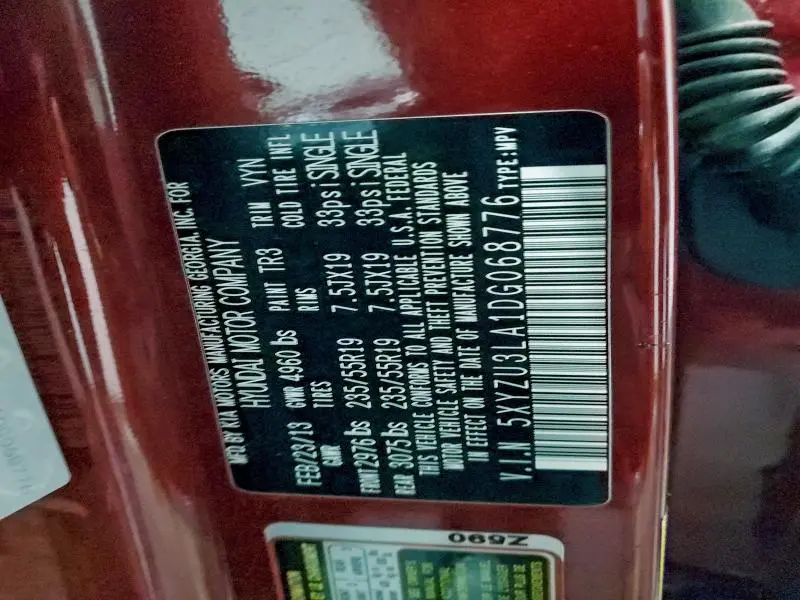 MFD BY KIA MOTORS MANUFACTURING GEORGIA, INC. FOR
HYUNDAI MOTOR COMPANY
FEB/23/13 GVWR 4960 lbs PAINT TR3 TRIM VYN
GAWR TIRES RIMS COLD TIRE INFL
FRONT 2976 lbs 235/55R19 7.5JX19 33psi SINGLE
REAR 3075 lbs 235/55R19 7.5JX19 33psi SINGLE
THIS VEHICLE CONFORMS TO ALL APPLICABLE U.S.A. FEDERAL
MOTOR VEHICLE SAFETY AND THEFT PREVENTION STANDARDS
IN EFFECT ON THE DATE OF MANUFACTURE SHOWN ABOVE
V.I.N 5XYZU3LA1DG068776 TYPE:MPV
Z690